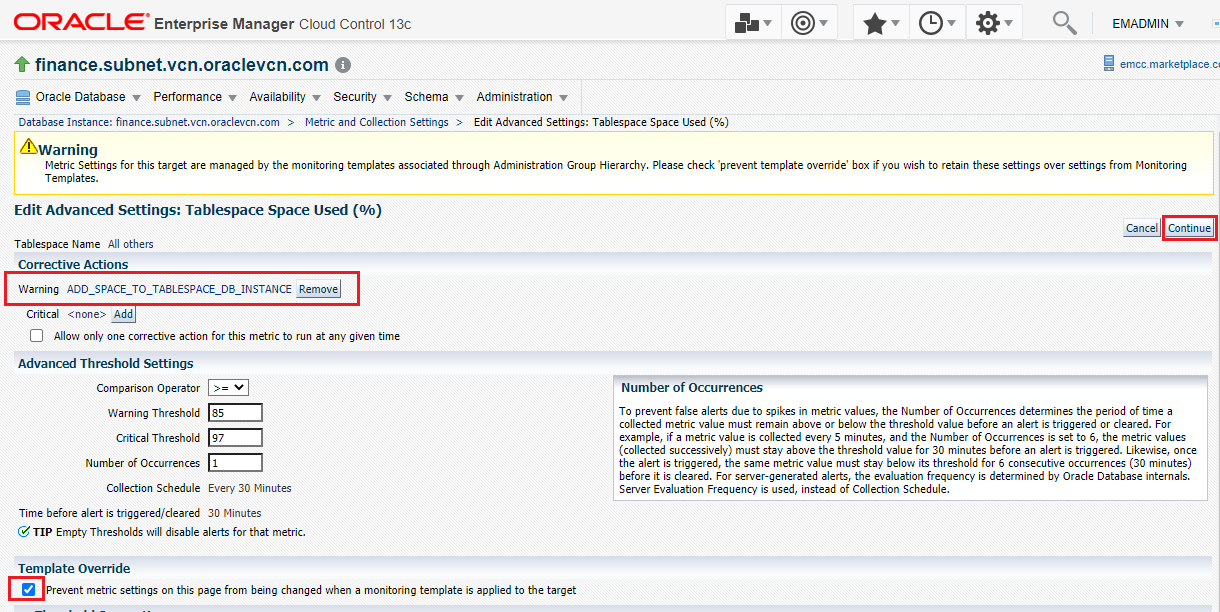 ORACLE® Enterprise Manager Cloud Control 13c
EMADMIN
finance.subnet.vcn.oraclevcn.com
emcc.marketplace.co
Oracle Database Performance Availability Security Schema Administration
Database Instance: finance.subnet.vcn.oraclevcn.com > Metric and Collection Settings > Edit Advanced Settings: Tablespace Space Used (%)
Warning
Metric Settings for this target are managed by the monitoring templates associated through Administration Group Hierarchy. Please check 'prevent template override' box if you wish to retain these settings over settings from Monitoring
Templates.
Edit Advanced Settings: Tablespace Space Used (%)
Cancel Continue
Tablespace Name All others
Corrective Actions
Warning ADD_SPACE_TO_TABLESPACE_DB_INSTANCE Remove
Critical <none> Add
Allow only one corrective action for this metric to run at any given time
Advanced Threshold Settings
Comparison Operator >=
Warning Threshold 85
Critical Threshold 97
Number of Occurrences 1
Collection Schedule Every 30 Minutes
Time before alert is triggered/cleared 30 Minutes
TIP Empty Thresholds will disable alerts for that metric.
Number of Occurrences
To prevent false alerts due to spikes in metric values, the Number of Occurrences determines the period of time a
collected metric value must remain above or below the threshold value before an alert is triggered or cleared. For
example, if a metric value is collected every 5 minutes, and the Number of Occurrences is set to 6, the metric values
(collected successively) must stay above the threshold value for 30 minutes before an alert is triggered. Likewise, once
the alert is triggered, the same metric value must stay below its threshold for 6 consecutive occurrences (30 minutes)
before it is cleared. For server-generated alerts, the evaluation frequency is determined by Oracle Database internals.
Server Evaluation Frequency is used, instead of Collection Schedule.
Template Override
Prevent metric settings on this page from being changed when a monitoring template is applied to the target